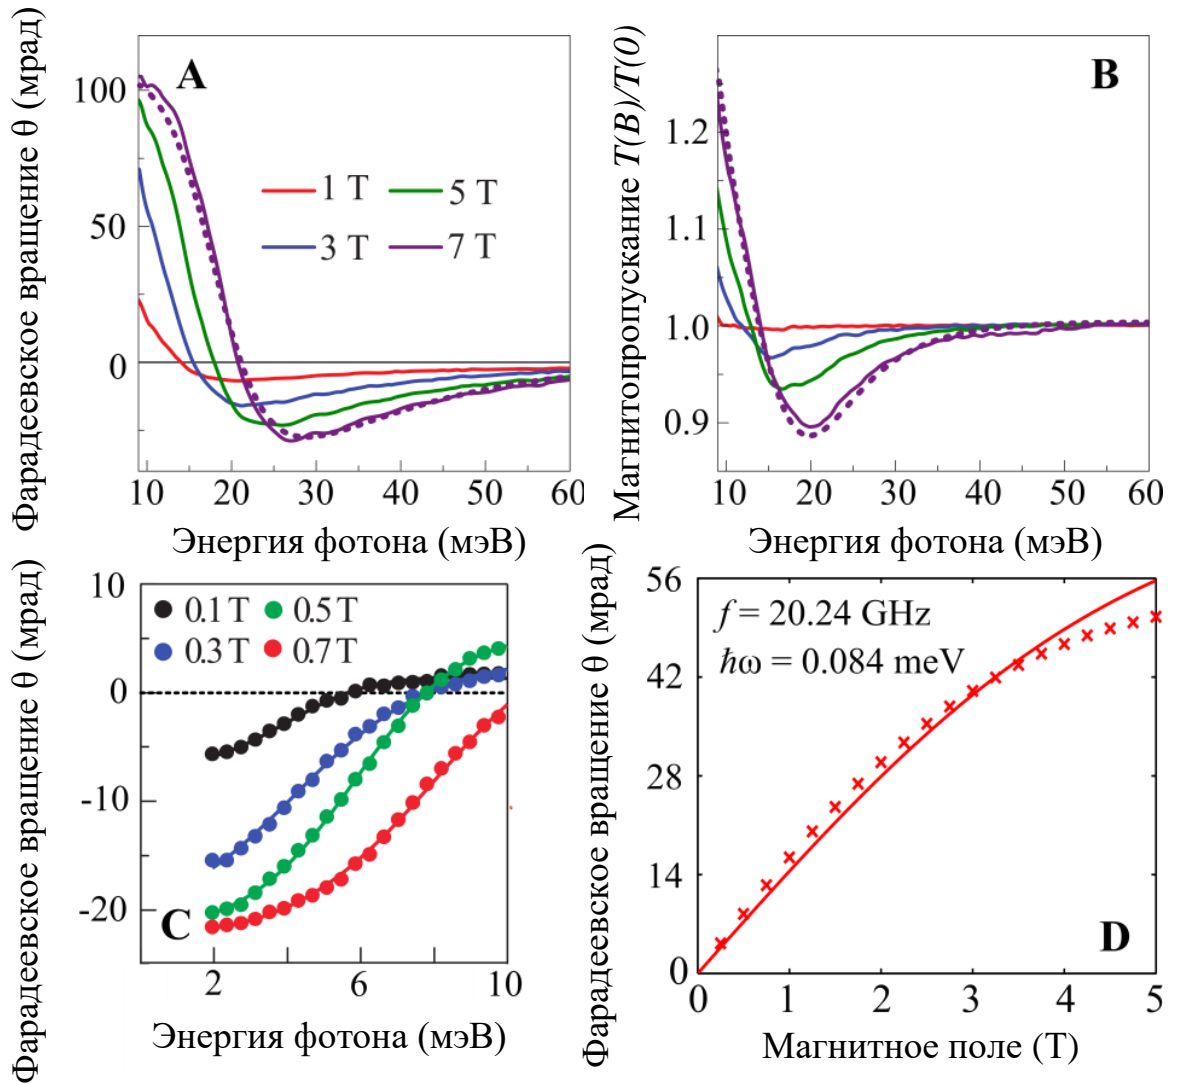 Фарадеевское вращение θ (мрад)
A
100
50
0
1 T
5 T
3 T
7 T
10 20 30 40 50 60
Энергия фотона (мэВ)
Магнитопропускание T(B)/T(0)
B
1.2
1.1
1.0
0.9
10 20 30 40 50 60
Энергия фотона (мэВ)
Фарадеевское вращение θ (мрад)
10
0
-10
-20
0.1 T
0.5 T
0.3 T
0.7 T
C
2 6 10
Энергия фотона (мэВ)
Фарадеевское вращение θ (мрад)
56
42
28
14
0
f = 20.24 GHz
ħω = 0.084 meV
D
0 1 2 3 4 5
Магнитное поле (T)